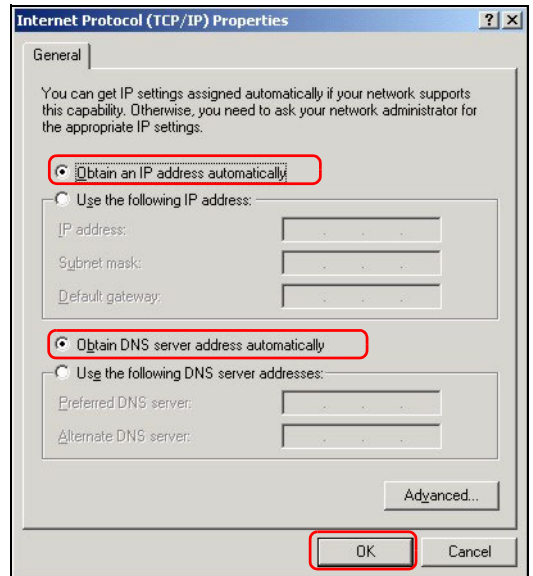 Internet Protocol (TCP/IP) Properties
General
You can get IP settings assigned automatically if your network supports
this capability. Otherwise, you need to ask your network administrator for
the appropriate IP settings.
Obtain an IP address automatically
Use the following IP address:
IP address:
Subnet mask:
Default gateway:
Obtain DNS server address automatically
Use the following DNS server addresses:
Preferred DNS server:
Alternate DNS server:
Advanced...
OK Cancel